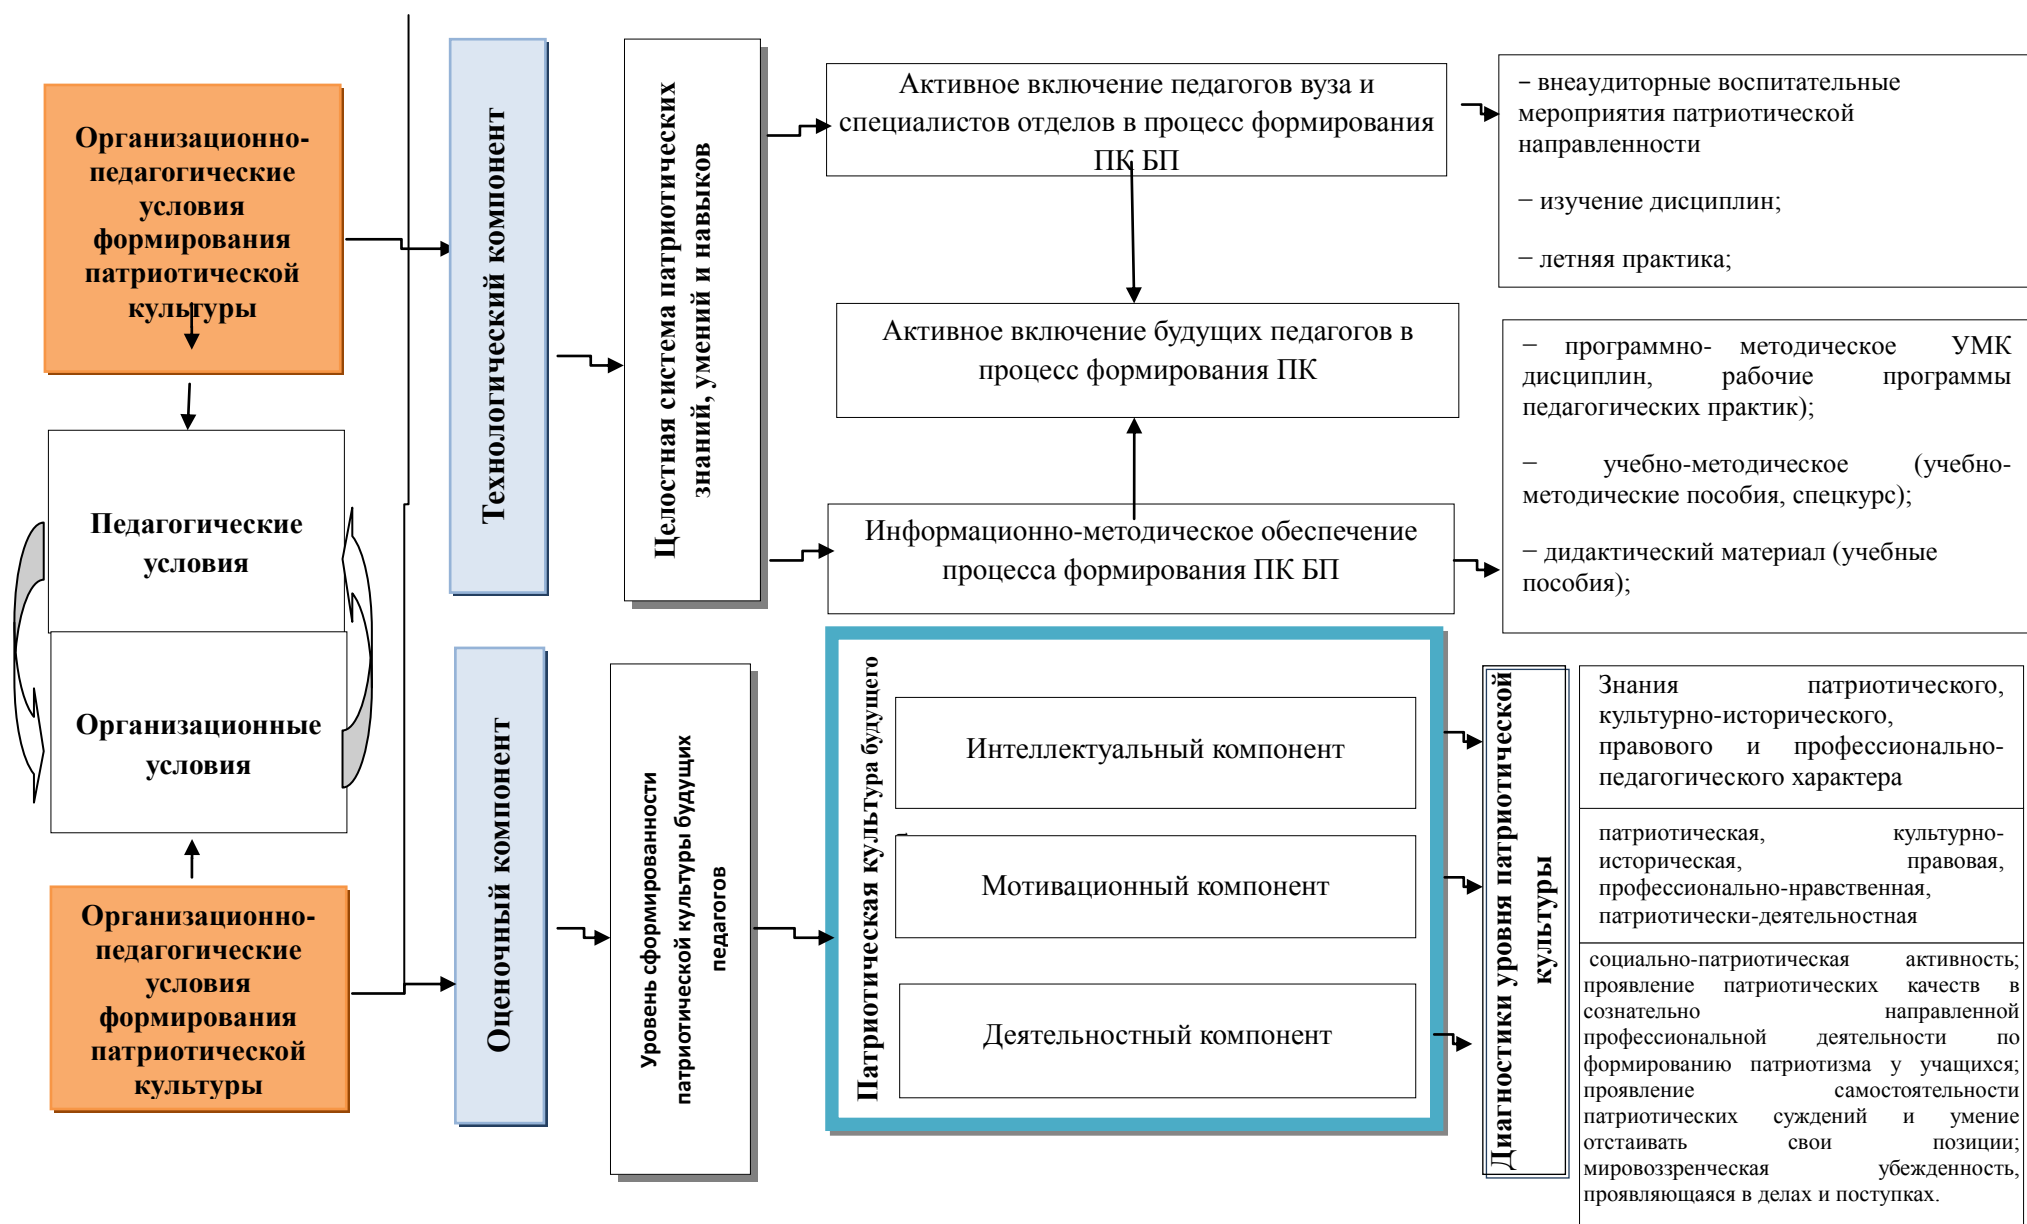 Организационно-
педагогические
условия
формирования
патриотической
культуры
Педагогические
условия
Организационные
условия
Организационно-
педагогические
условия
формирования
патриотической
культуры
Технологический компонент
Целостная система патриотических
знаний, умений и навыков
Активное включение педагогов вуза и
специалистов отделов в процесс формирования
ПК БП
Активное включение будущих педагогов в
процесс формирования ПК
Информационно-методическое обеспечение
процесса формирования ПК БП
– внеаудиторные воспитательные
мероприятия патриотической
направленности
− изучение дисциплин;
− летняя практика;
− программно- методическое УМК
дисциплин, рабочие программы
педагогических практик);
− учебно-методическое (учебно-
методические пособия, спецкурс);
− дидактический материал (учебные
пособия);
Оценочный компонент
Уровень сформированности
патриотической культуры будущих
педагогов
Патриотическая культура будущего
Интеллектуальный компонент
Мотивационный компонент
Деятельностный компонент
Диагностики уровня патриотической
культуры
Знания патриотического,
культурно-исторического,
правового и профессионально-
педагогического характера
патриотическая, культурно-
историческая, правовая,
профессионально-нравственная,
патриотически-деятельностная
социально-патриотическая активность;
проявление патриотических качеств в
сознательно направленной
профессиональной деятельности по
формированию патриотизма у учащихся;
проявление самостоятельности
патриотических суждений и умение
отстаивать свои позиции;
мировоззренческая убежденность,
проявляющаяся в делах и поступках.